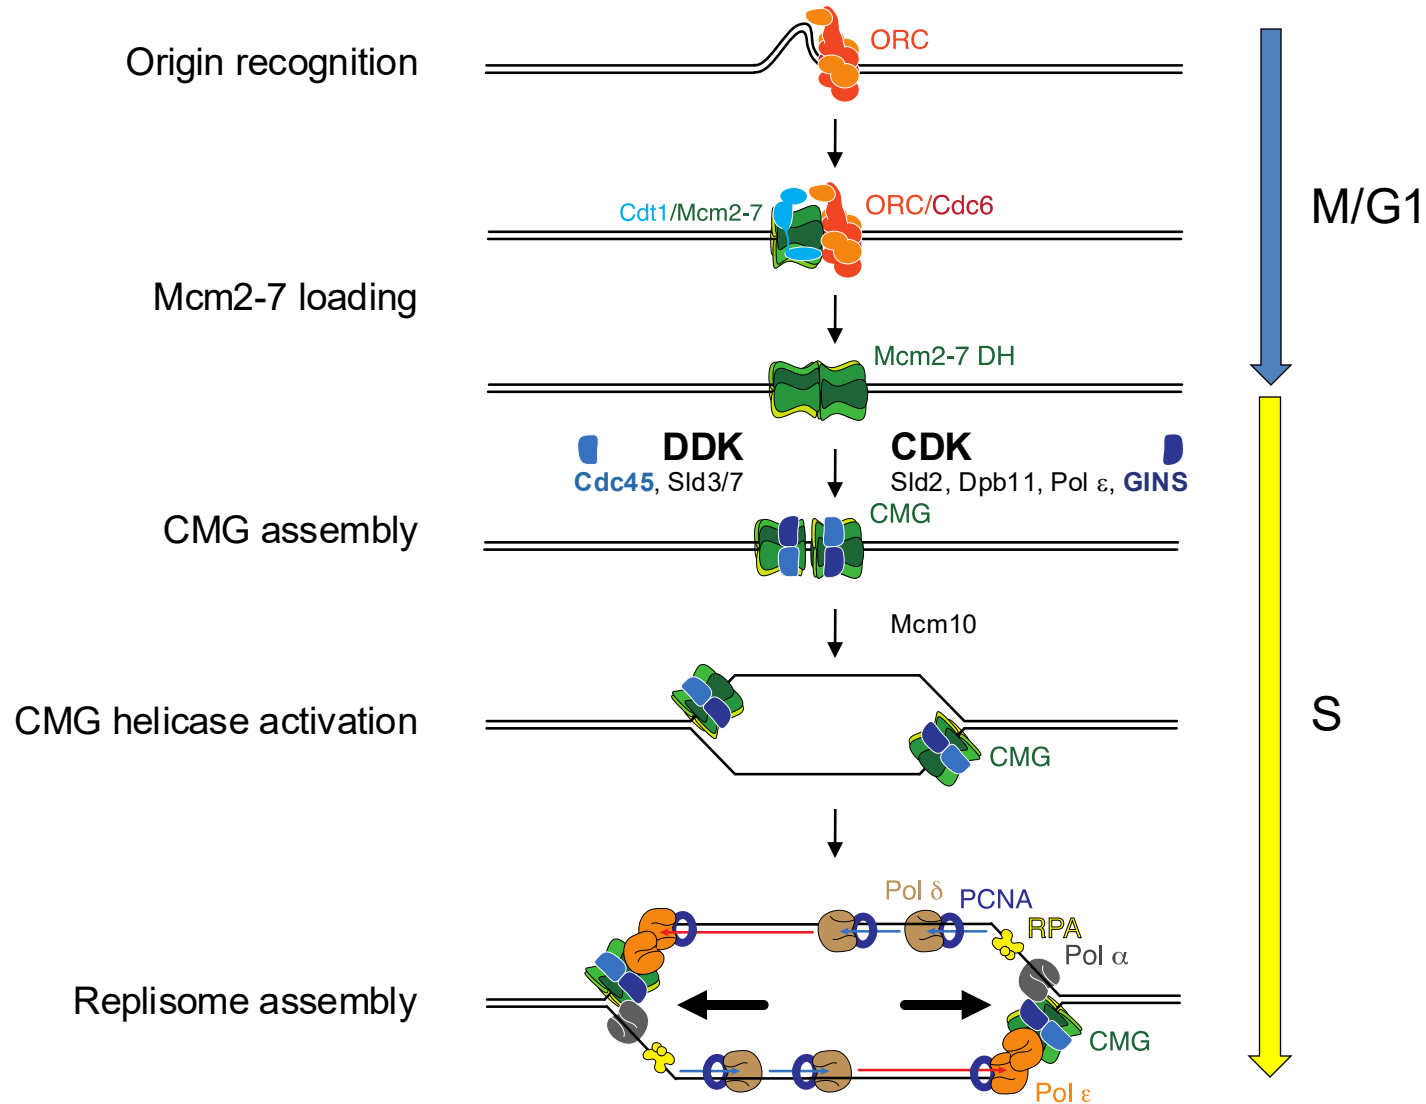 Origin recognition
ORC
Cdt1/Mcm2-7
ORC/Cdc6
M/G1
Mcm2-7 loading
Mcm2-7 DH
DDK
CDK
Cdc45, Sld3/7
Sld2, Dpb11, Pol ε, GINS
CMG assembly
CMG
Mcm10
CMG helicase activation
CMG
S
Pol δ
PCNA
RPA
Pol α
Replisome assembly
CMG
Pol ε